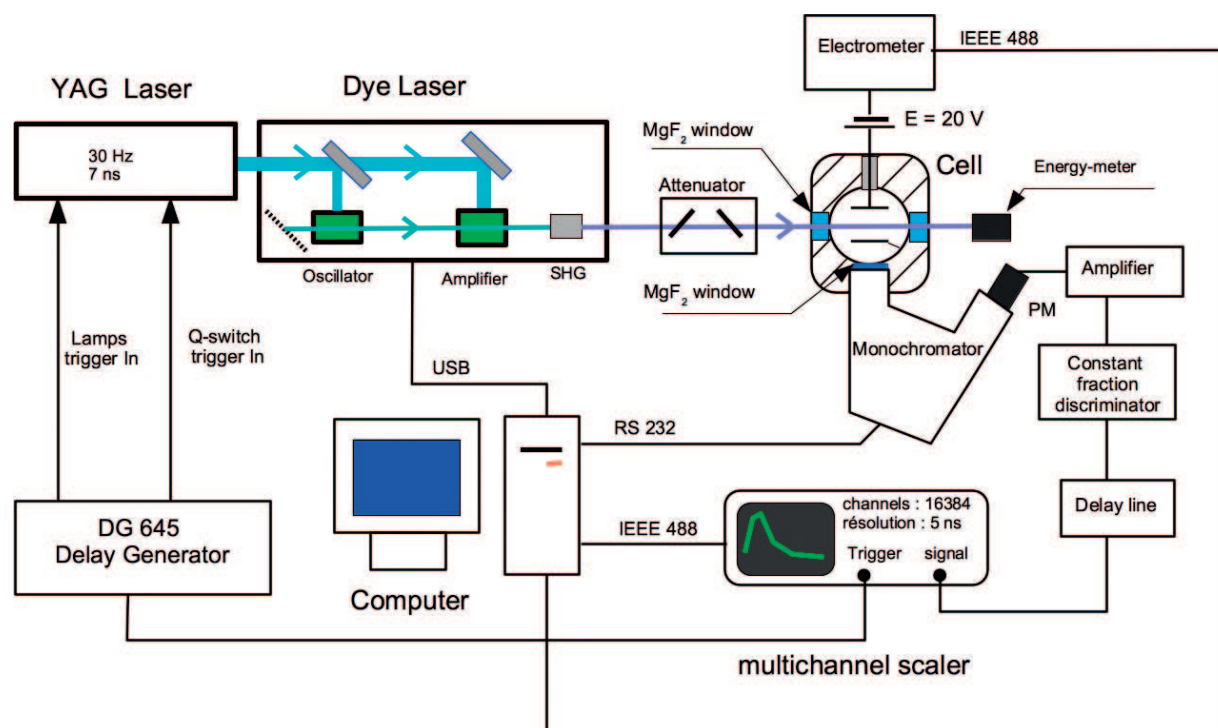 Electrometer
IEEE 488
YAG Laser
Dye Laser
E = 20 V
MgF2 window
Cell
30 Hz
7 ns
Energy-meter
Attenuator
Oscillator
Amplifier
SHG
MgF2 window
Amplifier
PM
Lamps
trigger In
Q-switch
trigger In
Monochromator
USB
Constant
fraction
discriminator
RS 232
DG 645
Delay Generator
channels : 16384
résolution : 5 ns
Delay line
IEEE 488
Trigger
signal
Computer
multichannel scaler